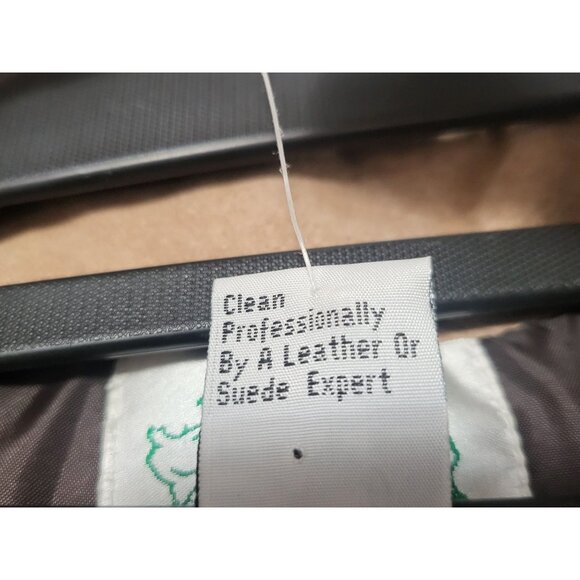 Clean
Professionally
By A Leather Or
Suede Expert